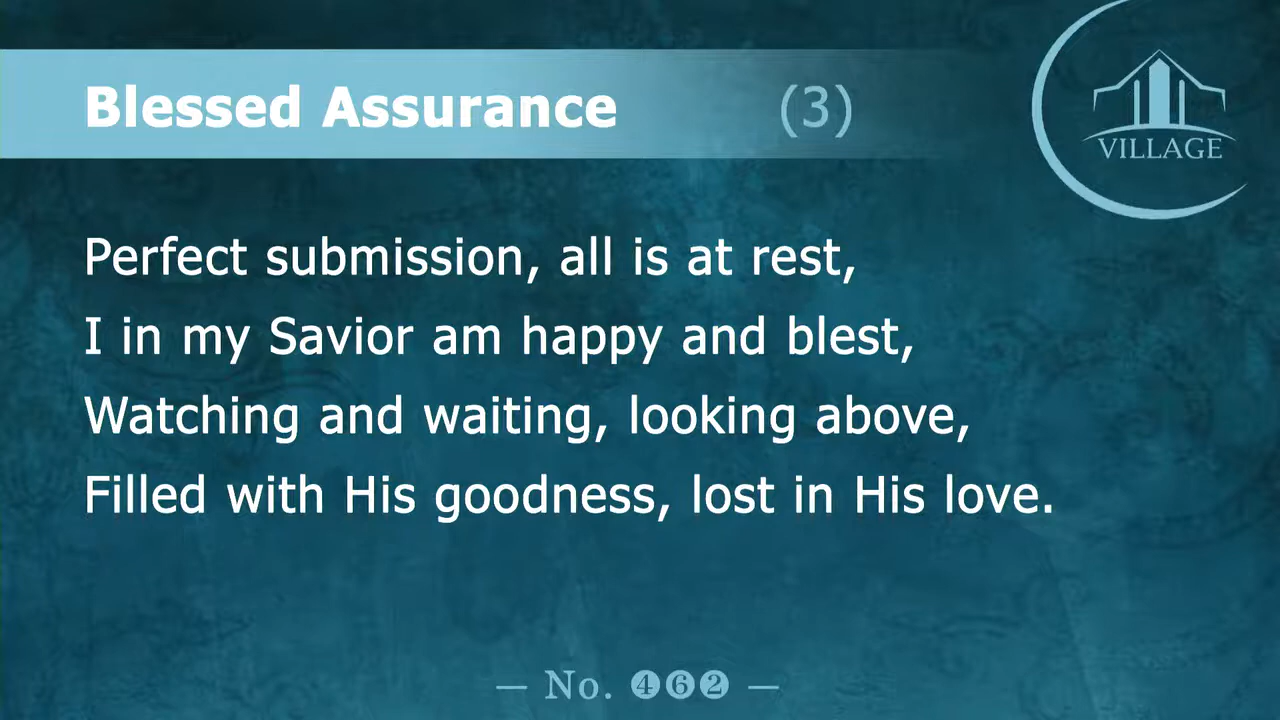 Blessed Assurance (3)
VILLAGE
Perfect submission, all is at rest,
I in my Savior am happy and blest,
Watching and waiting, looking above,
Filled with His goodness, lost in His love.
— No. ❹❻❷ —